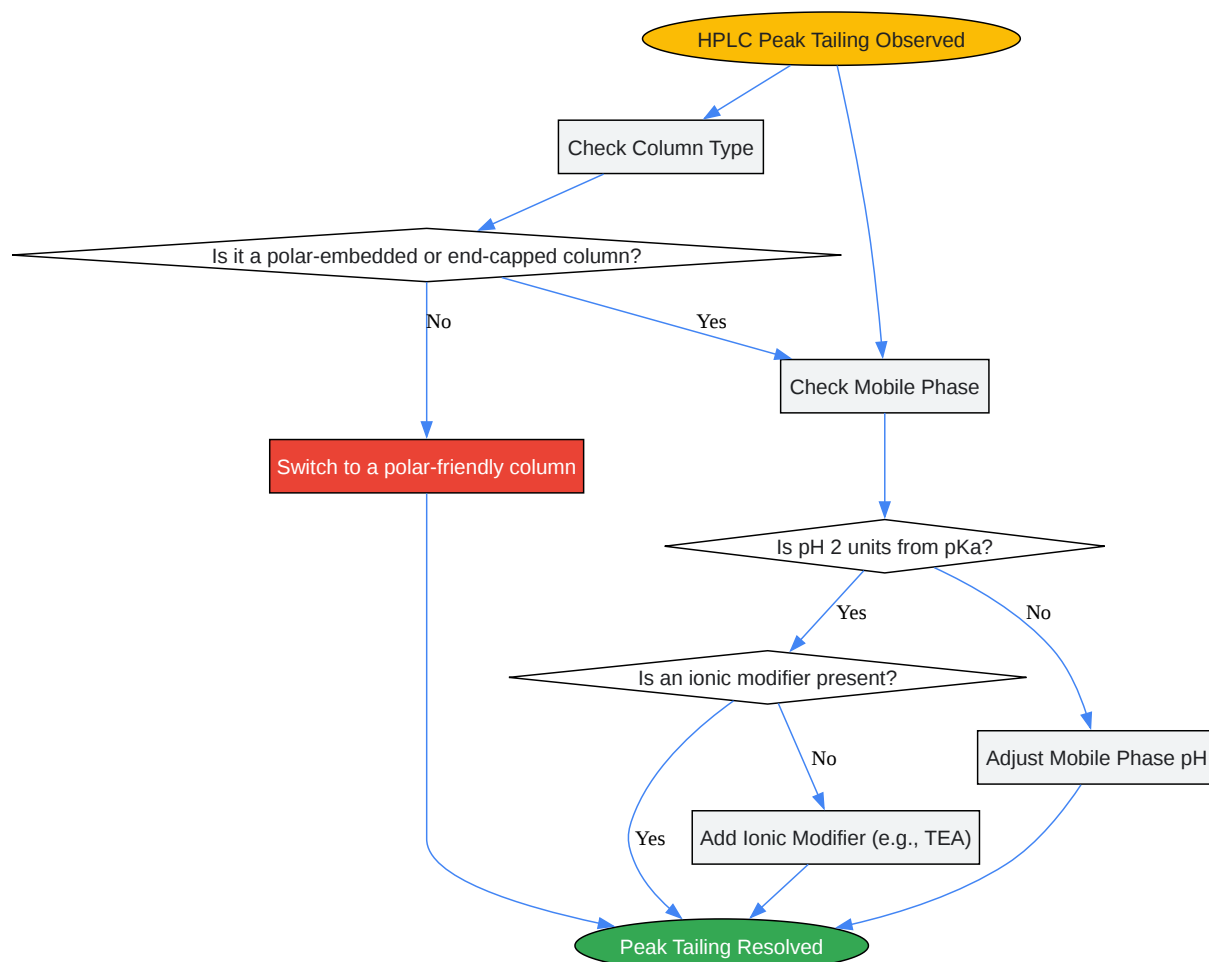 HPLC Peak Tailing Observed
Check Column Type
Is it a polar-embedded or end-capped column?
No
Yes
Check Mobile Phase
Switch to a polar-friendly column
Is pH 2 units from pKa?
Yes
No
Is an ionic modifier present?
Adjust Mobile Phase pH
No
Yes
Add Ionic Modifier (e.g., TEA)
Peak Tailing Resolved